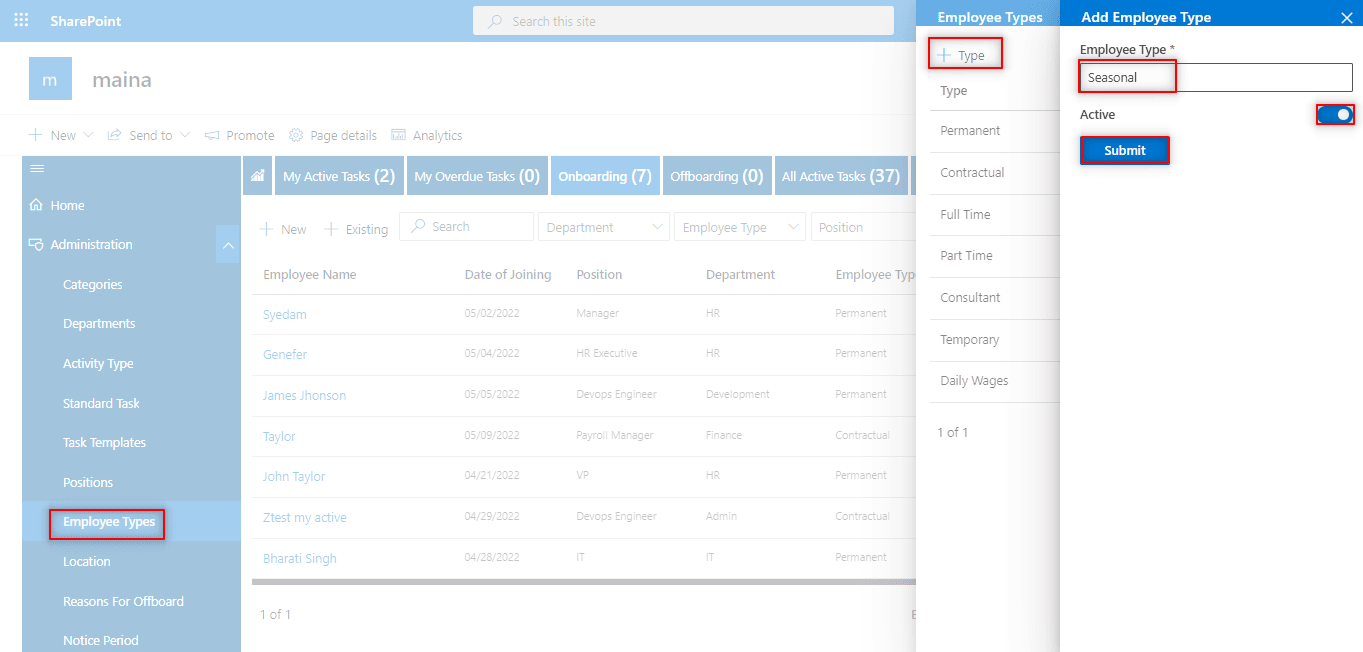 SharePoint
Search this site
m
maina
New
Send to
Promote
Page details
Analytics
Home
Administration
Categories
Departments
Activity Type
Standard Task
Task Templates
Positions
Employee Types
Location
Reasons For Offboard
Notice Period
My Active Tasks (2)
My Overdue Tasks (0)
Onboarding (7)
Offboarding (0)
All Active Tasks (37)
New
Existing
Search
Department
Employee Type
Position
Employee Name Date of Joining Position Department Employee Typ
Syedam 05/02/2022 Manager HR Permanent
Genefer 05/04/2022 HR Executive HR Permanent
James Jhonson 05/05/2022 Devops Engineer Development Permanent
Taylor 05/09/2022 Payroll Manager Finance Contractual
John Taylor 04/21/2022 VP HR Permanent
Ztest my active 04/29/2022 Devops Engineer Admin Contractual
Bharati Singh 04/28/2022 IT IT Permanent
1 of 1
E
Employee Types
Type
Type
Permanent
Contractual
Full Time
Part Time
Consultant
Temporary
Daily Wages
1 of 1
Add Employee Type
Employee Type *
Seasonal
Active
Submit